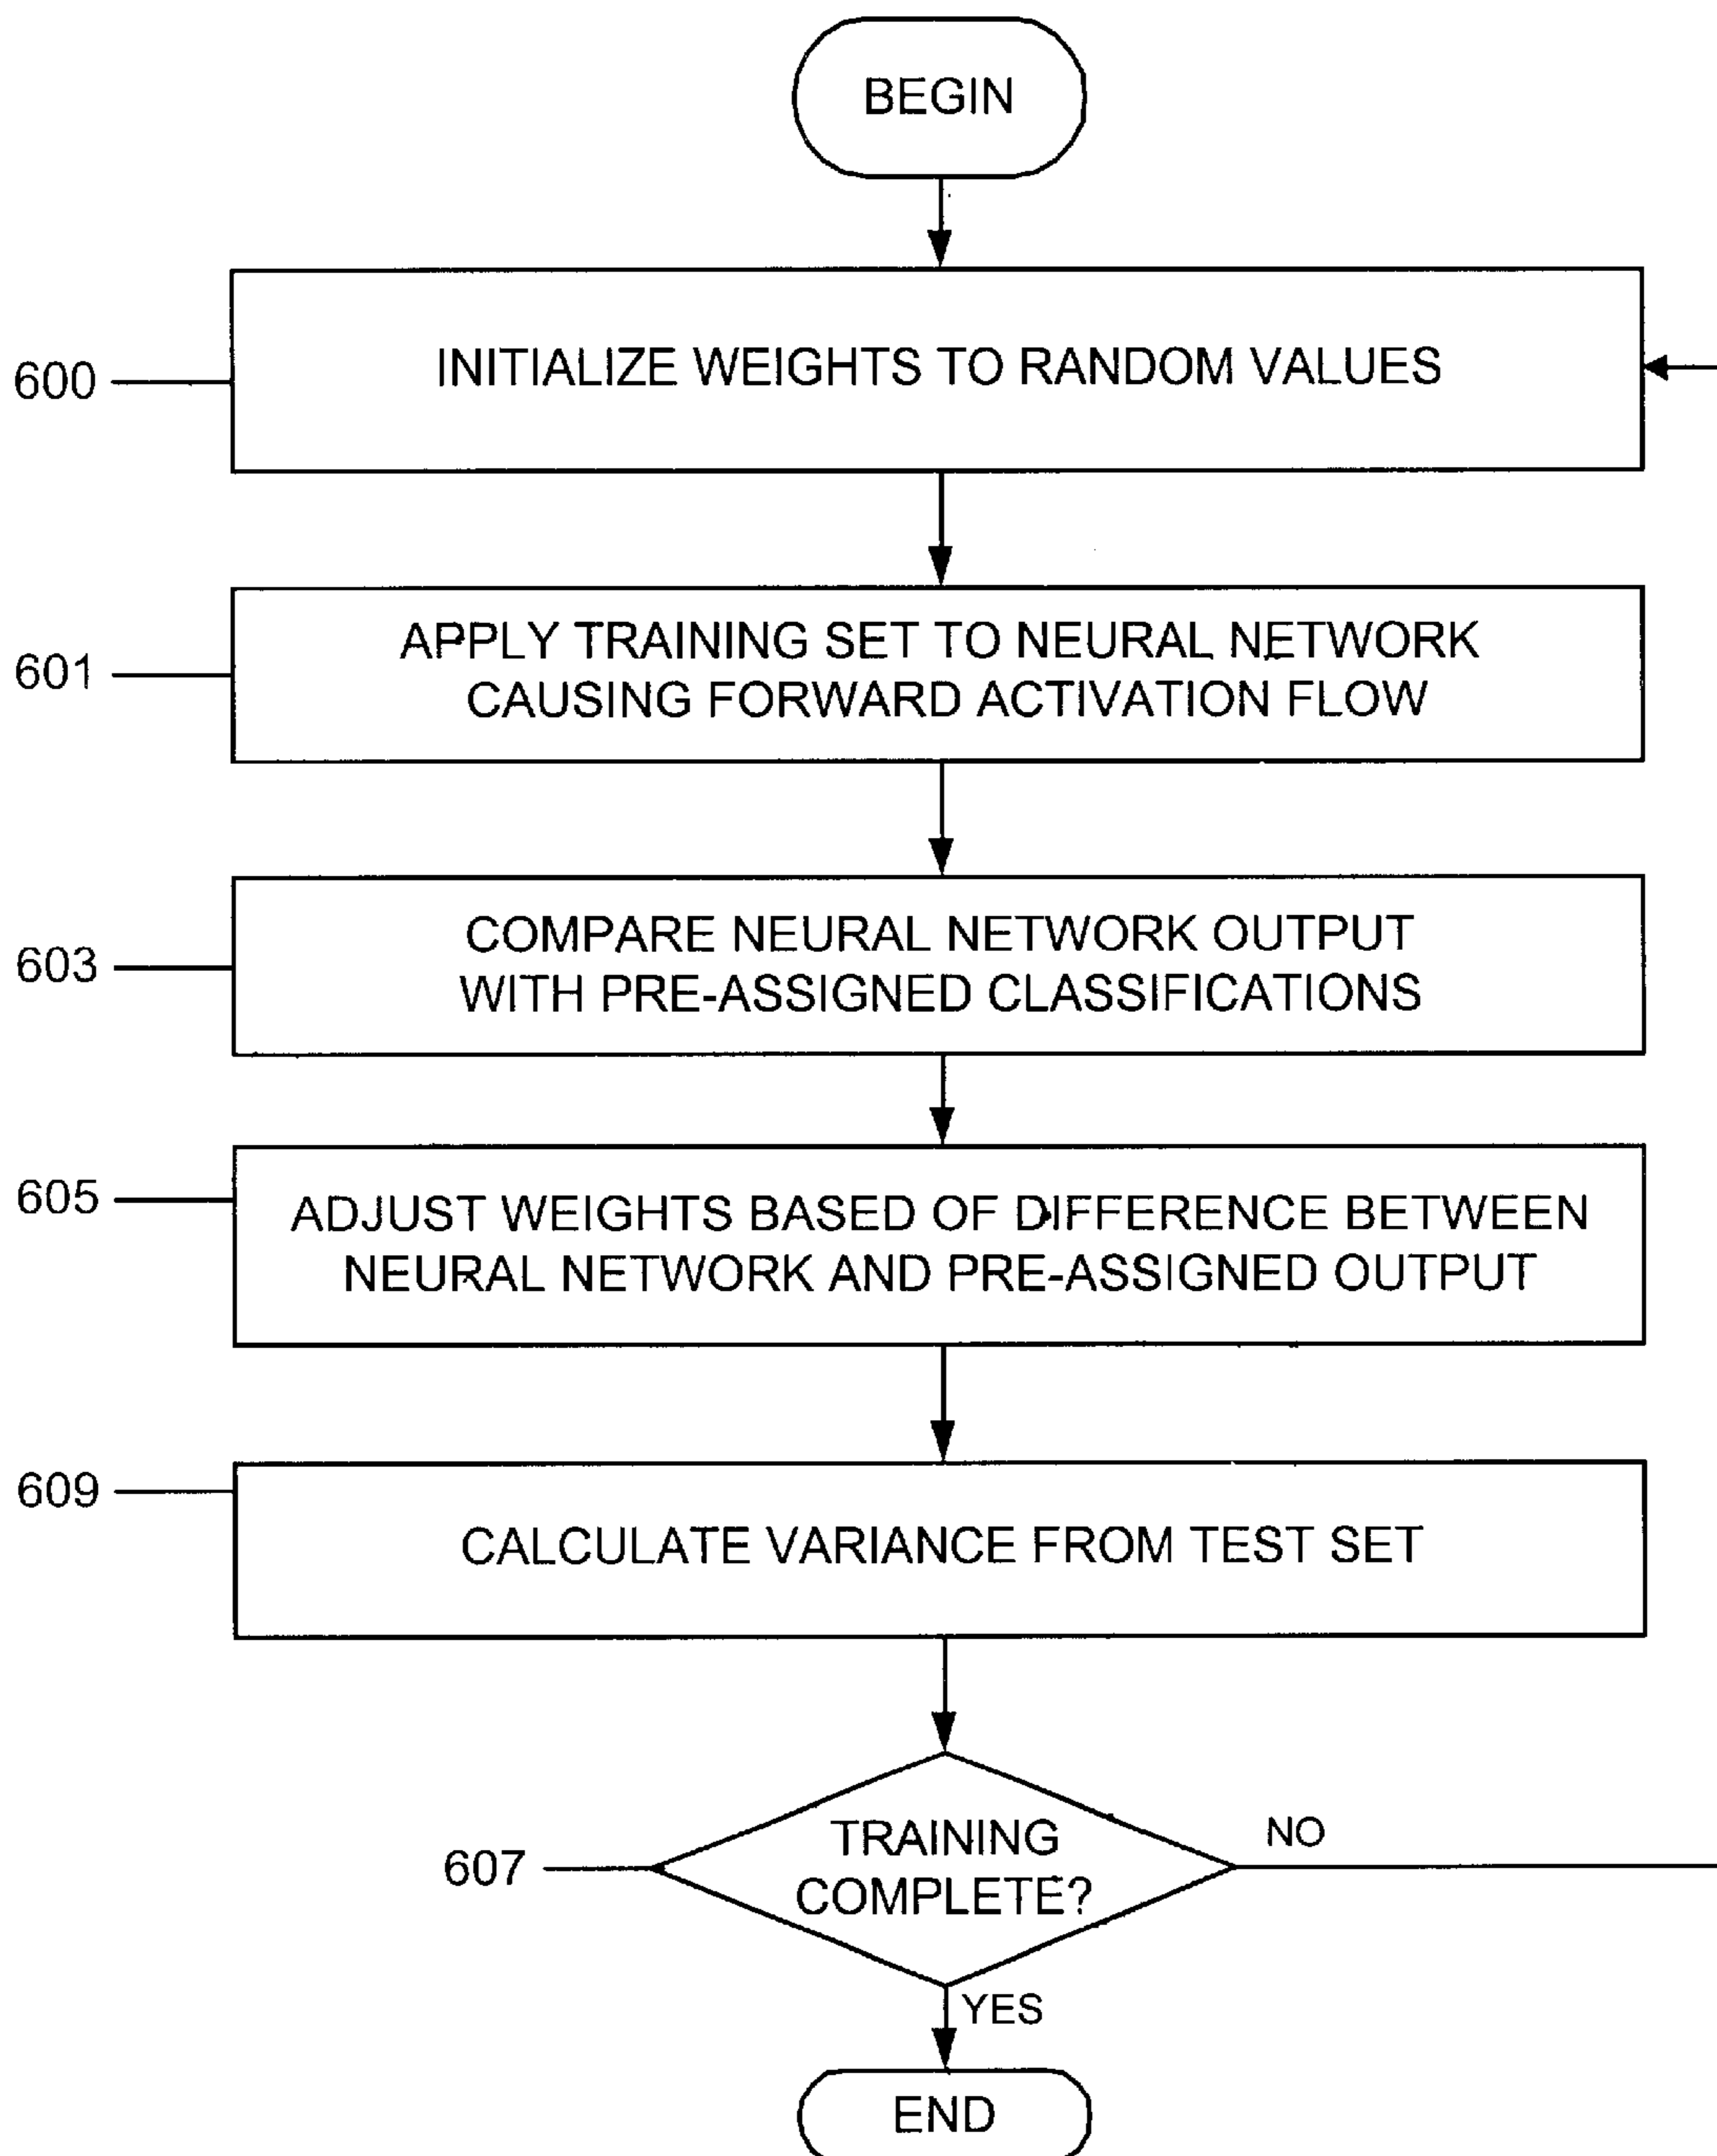 BEGIN
600
INITIALIZE WEIGHTS TO RANDOM VALUES
601
APPLY TRAINING SET TO NEURAL NETWORK
CAUSING FORWARD ACTIVATION FLOW
603
COMPARE NEURAL NETWORK OUTPUT
WITH PRE-ASSIGNED CLASSIFICATIONS
605
ADJUST WEIGHTS BASED OF DIFFERENCE BETWEEN
NEURAL NETWORK AND PRE-ASSIGNED OUTPUT
609
CALCULATE VARIANCE FROM TEST SET
607
TRAINING
COMPLETE?
NO
YES
END